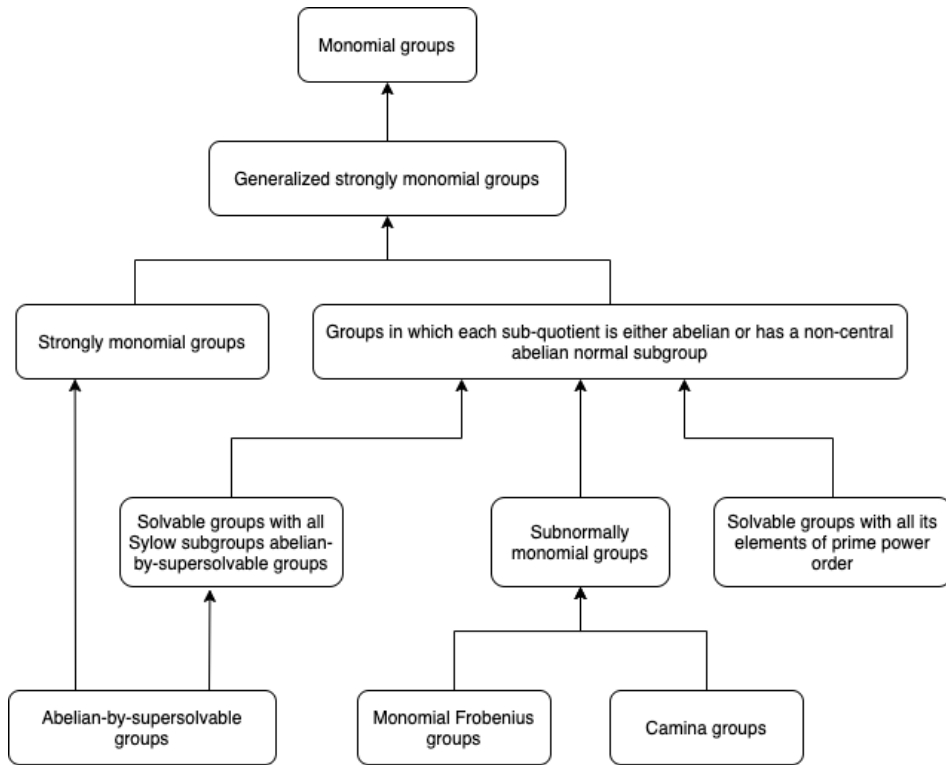 Monomial groups
Generalized strongly monomial groups
Strongly monomial groups
Groups in which each sub-quotient is either abelian or has a non-central
abelian normal subgroup
Solvable groups with all
Sylow subgroups abelian-
by-supersolvable groups
Subnormally
monomial groups
Solvable groups with all its
elements of prime power
order
Abelian-by-supersolvable
groups
Monomial Frobenius
groups
Camina groups